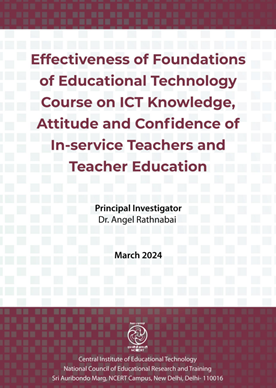 Effectiveness of Foundations
of Educational Technology
Course on ICT Knowledge,
Attitude and Confidence of
In-service Teachers and
Teacher Education
Principal Investigator
Dr. Angel Rathnabai
March 2024
Central Institute of Educational Technology
National Council of Educational Research and Training
Sri Auribondo Marg, NCERT Campus, New Delhi, Delhi- 110016